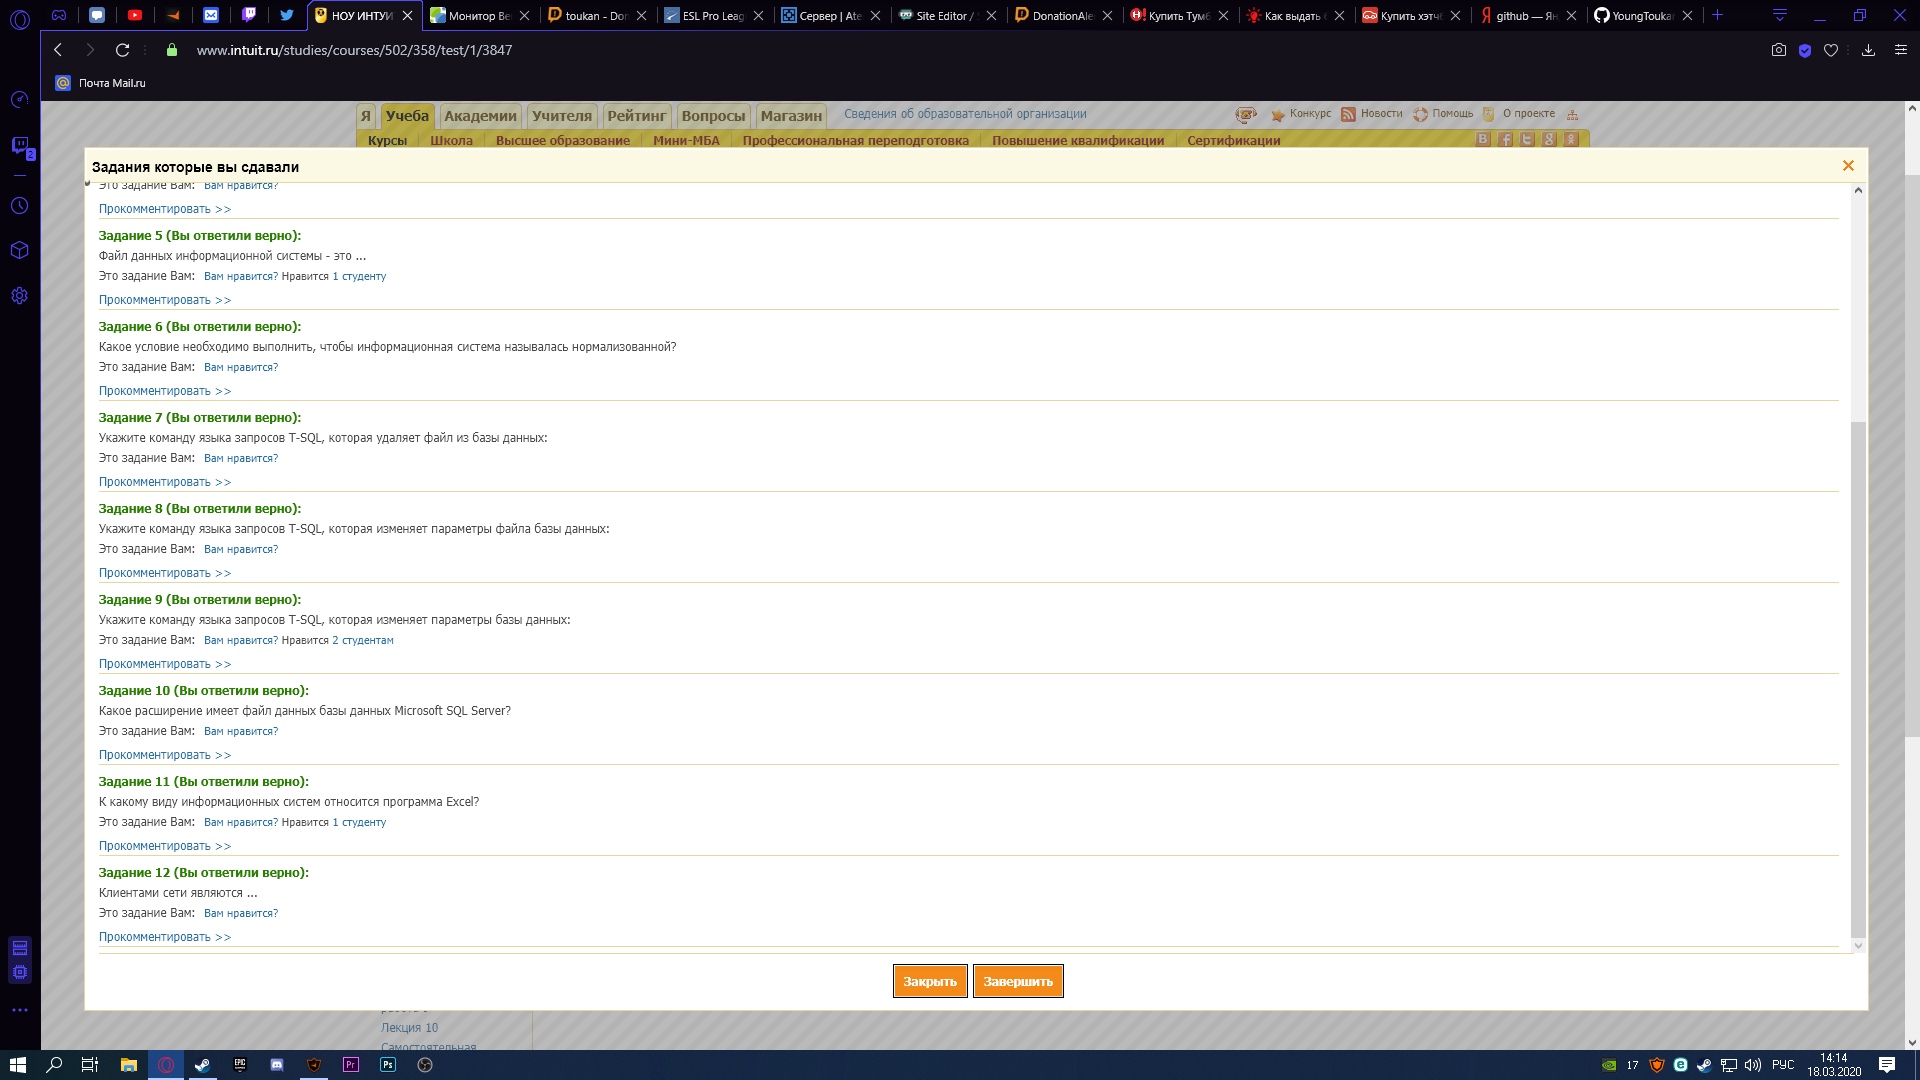 НОУ ИНТУИ
Монитор Ве
toukan - Do
ESL Pro Leag
Сервер | Ate
Site Editor /
DonationAle
Купить Тумб
Как выдать
Купить хэтчб
github — Ян
YoungToukan
www.intuit.ru/studies/courses/502/358/test/1/3847
Почта Mail.ru
Я Учеба Академии Учителя Рейтинг Вопросы Магазин Сведения об образовательной организации Конкурс Новости Помощь О проекте
Курсы Школа Высшее образование Мини-МБА Профессиональная переподготовка Повышение квалификации Сертификации
Задания которые вы сдавали
Это задание Вам: Вам нравится?
Прокомментировать >>
Задание 5 (Вы ответили верно):
Файл данных информационной системы - это ...
Это задание Вам: Вам нравится? Нравится 1 студенту
Прокомментировать >>
Задание 6 (Вы ответили верно):
Какое условие необходимо выполнить, чтобы информационная система называлась нормализованной?
Это задание Вам: Вам нравится?
Прокомментировать >>
Задание 7 (Вы ответили верно):
Укажите команду языка запросов T-SQL, которая удаляет файл из базы данных:
Это задание Вам: Вам нравится?
Прокомментировать >>
Задание 8 (Вы ответили верно):
Укажите команду языка запросов T-SQL, которая изменяет параметры файла базы данных:
Это задание Вам: Вам нравится?
Прокомментировать >>
Задание 9 (Вы ответили верно):
Укажите команду языка запросов T-SQL, которая изменяет параметры базы данных:
Это задание Вам: Вам нравится? Нравится 2 студентам
Прокомментировать >>
Задание 10 (Вы ответили верно):
Какое расширение имеет файл данных базы данных Microsoft SQL Server?
Это задание Вам: Вам нравится?
Прокомментировать >>
Задание 11 (Вы ответили верно):
К какому виду информационных систем относится программа Excel?
Это задание Вам: Вам нравится? Нравится 1 студенту
Прокомментировать >>
Задание 12 (Вы ответили верно):
Клиентами сети являются ...
Это задание Вам: Вам нравится?
Прокомментировать >>
Закрыть Завершить
Лекция 10
Самостоятельная
17 РУС 14:14
18.03.2020